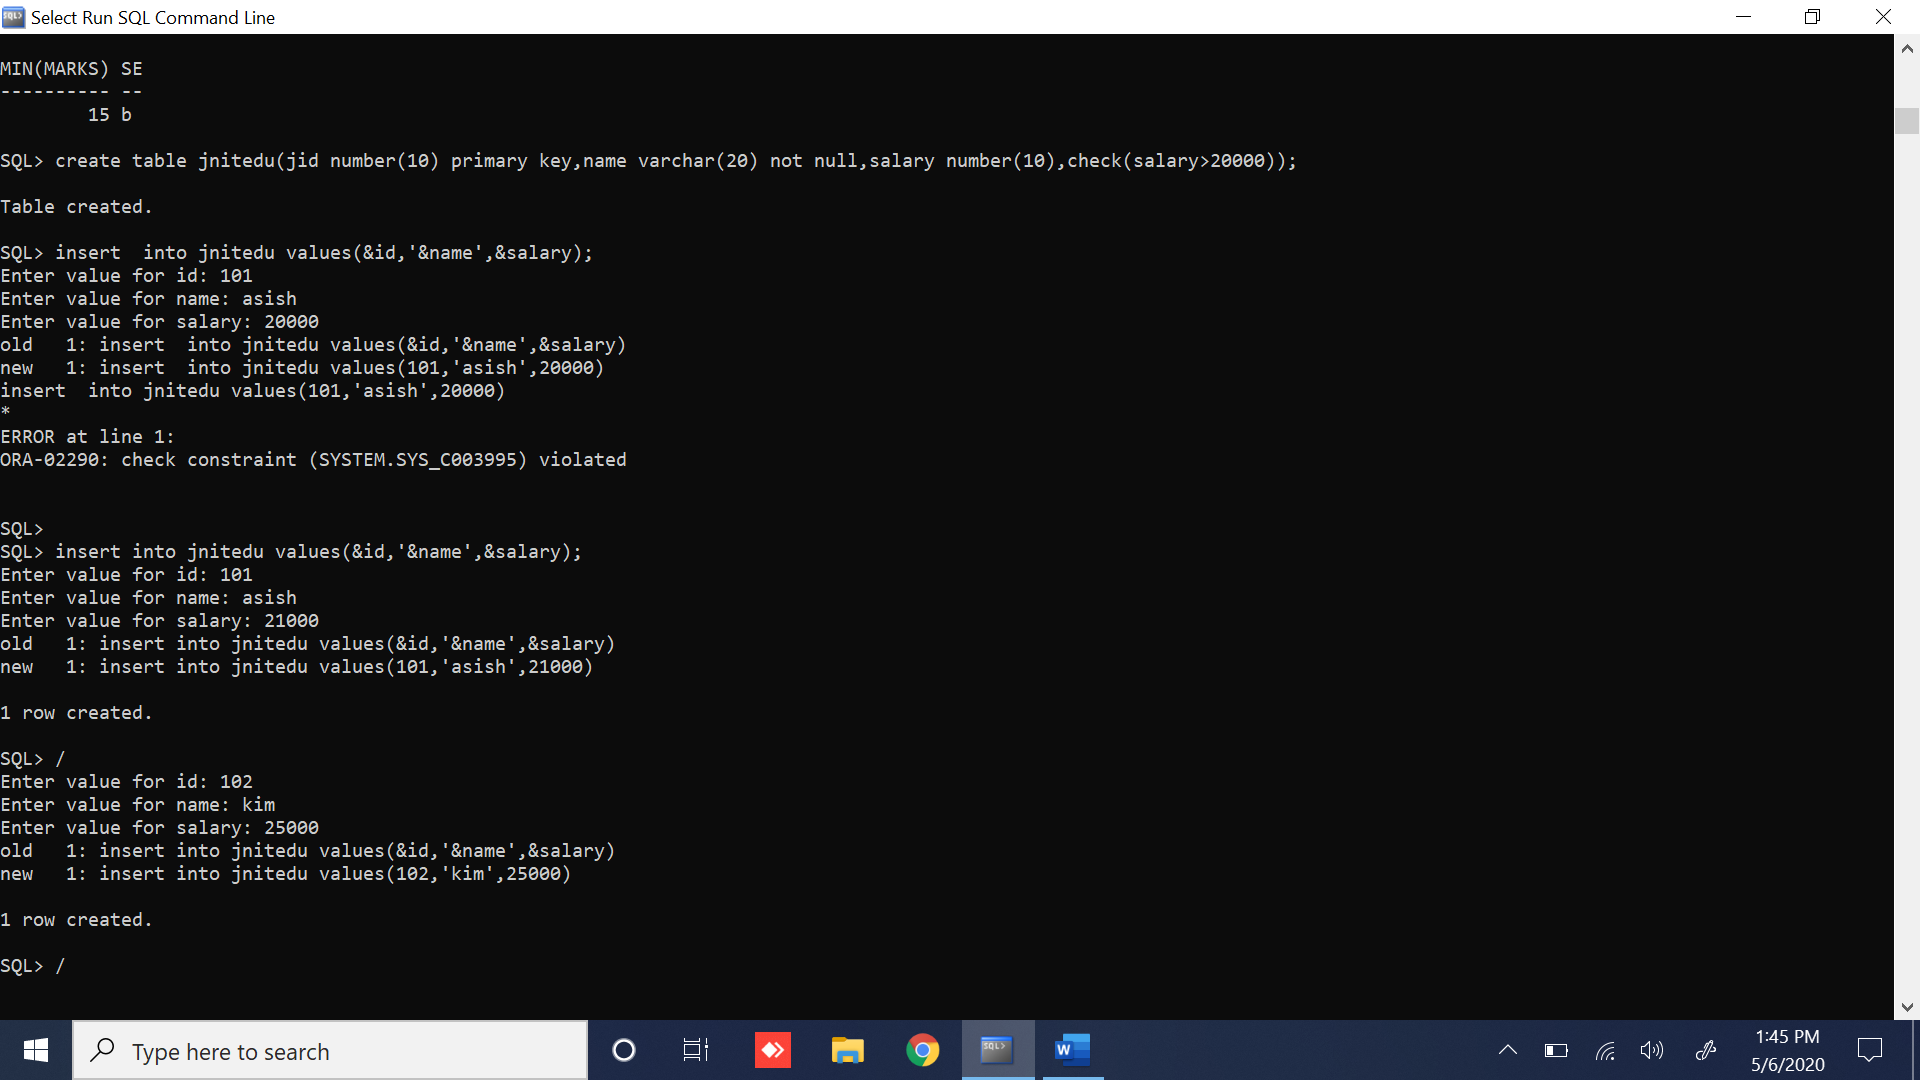 Select Run SQL Command Line
MIN(MARKS) SE
---------- --
        15 b
SQL> create table jnitedu(jid number(10) primary key,name varchar(20) not null,salary number(10),check(salary>20000));
Table created.
SQL> insert  into jnitedu values(&id,'&name',&salary);
Enter value for id: 101
Enter value for name: asish
Enter value for salary: 20000
old   1: insert  into jnitedu values(&id,'&name',&salary)
new   1: insert  into jnitedu values(101,'asish',20000)
insert  into jnitedu values(101,'asish',20000)
*
ERROR at line 1:
ORA-02290: check constraint (SYSTEM.SYS_C003995) violated
SQL>
SQL> insert into jnitedu values(&id,'&name',&salary);
Enter value for id: 101
Enter value for name: asish
Enter value for salary: 21000
old   1: insert into jnitedu values(&id,'&name',&salary)
new   1: insert into jnitedu values(101,'asish',21000)
1 row created.
SQL> /
Enter value for id: 102
Enter value for name: kim
Enter value for salary: 25000
old   1: insert into jnitedu values(&id,'&name',&salary)
new   1: insert into jnitedu values(102,'kim',25000)
1 row created.
SQL> /
Type here to search
1:45 PM
5/6/2020